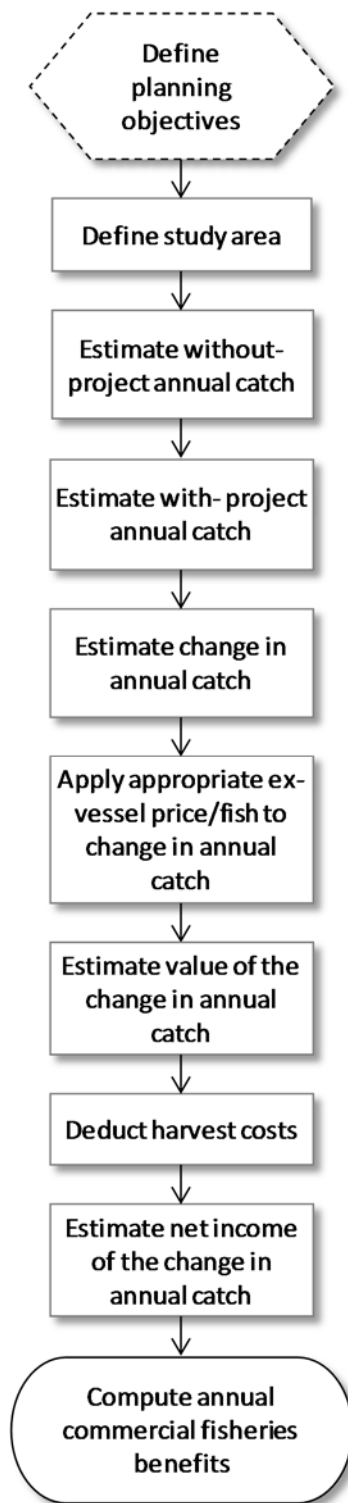 Define
planning
objectives
Define study area
Estimate without-
project annual catch
Estimate with- project
annual catch
Estimate change in
annual catch
Apply appropriate ex-
vessel price/fish to
change in annual
catch
Estimate value of the
change in annual
catch
Deduct harvest costs
Estimate net income
of the change in
annual catch
Compute annual
commercial fisheries
benefits